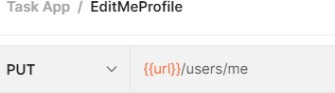 Task App / EditMeProfile
PUT {{url}}/users/me